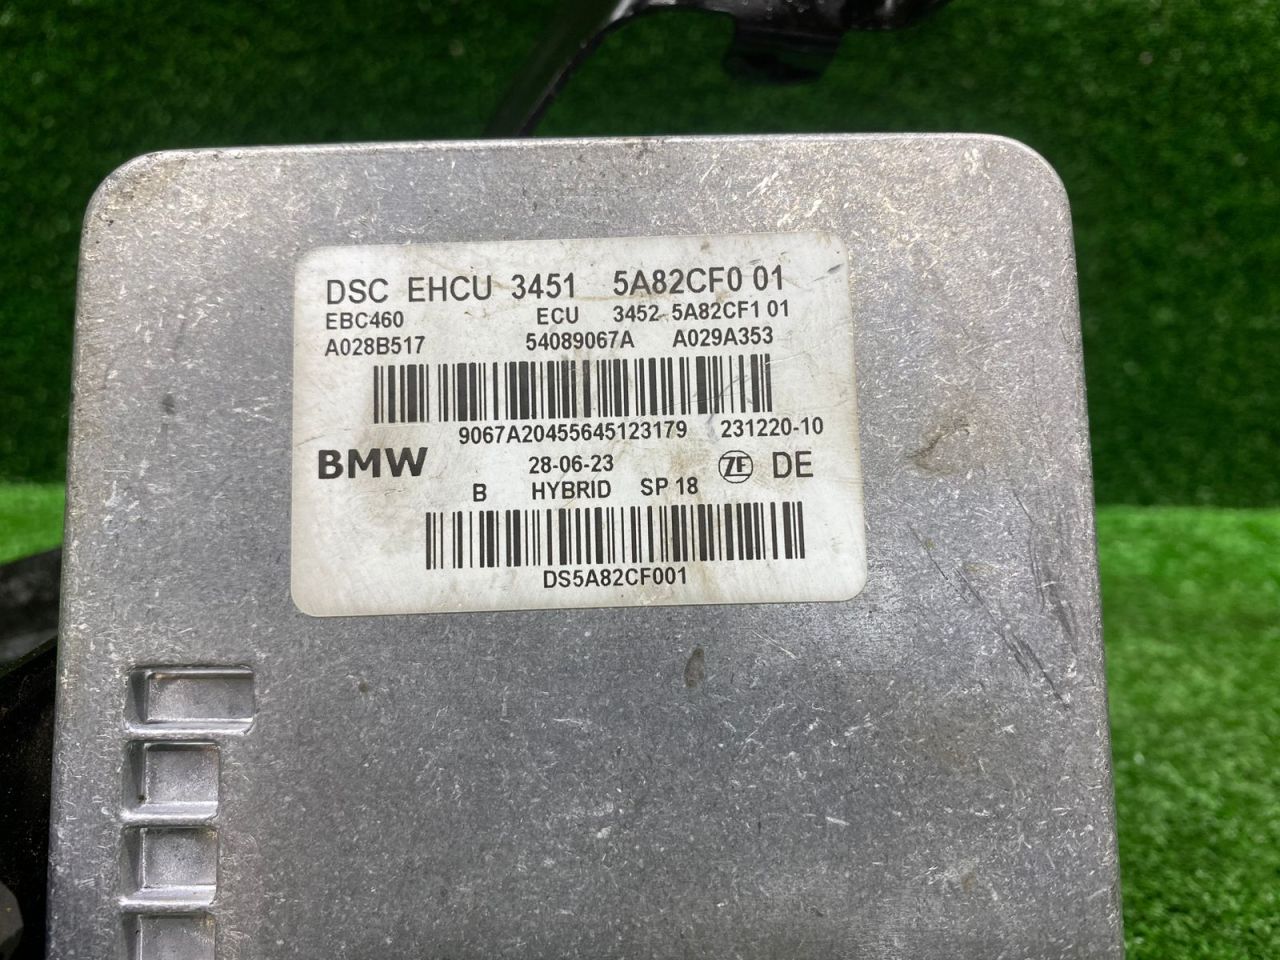 DSC EHCU 3451 5A82CF0 01
EBC460 ECU 3452 5A82CF1 01
A028B517 54089067A A029A353
9067A20455645123179 231220-10
BMW 28-06-23 ZF DE
B HYBRID SP 18
DS5A82CF001